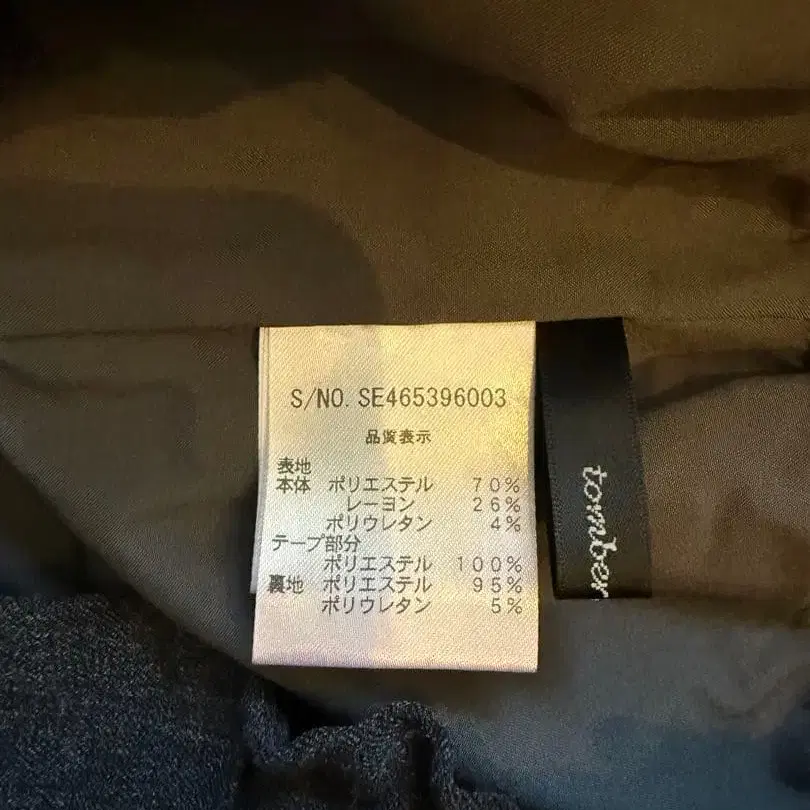 S/NO. SE465396003
品質表示
表地
本体 ポリエステル 70%
レーヨン 26%
ポリウレタン 4%
テープ部分
ポリエステル 100%
裏地 ポリエステル 95%
ポリウレタン 5%
tomber